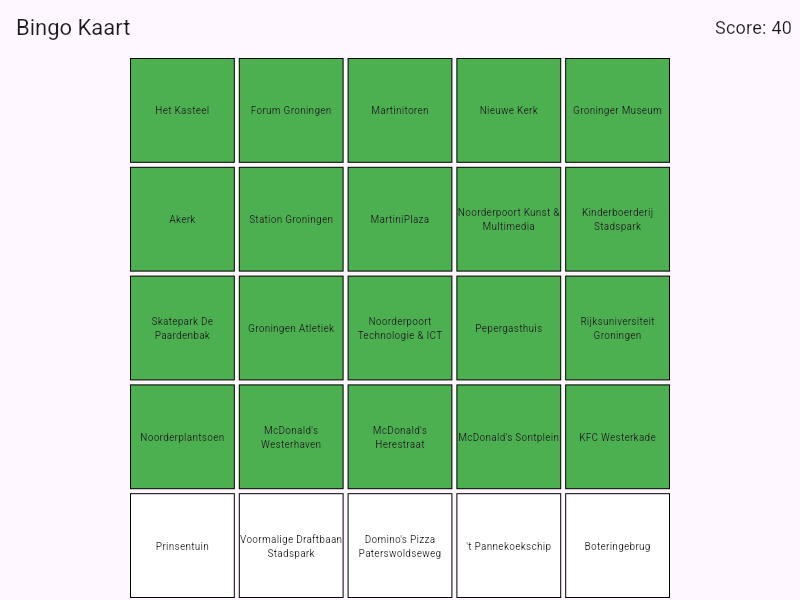 Bingo Kaart
Score: 40
Het Kasteel
Forum Groningen
Martinitoren
Nieuwe Kerk
Groninger Museum
Akerk
Station Groningen
MartiniPlaza
Noorderpoort Kunst &
Multimedia
Kinderboerderij
Stadspark
Skatepark De
Paardenbak
Groningen Atletiek
Noorderpoort
Technologie & ICT
Pepergasthuis
Rijksuniversiteit
Groningen
Noorderplantsoen
McDonald's
Westerhaven
McDonald's
Herestraat
McDonald's Sontplein
KFC Westerkade
Prinsentuin
Voormalige Draftbaan
Stadspark
Domino's Pizza
Paterswoldseweg
't Pannekoekschip
Boteringebrug